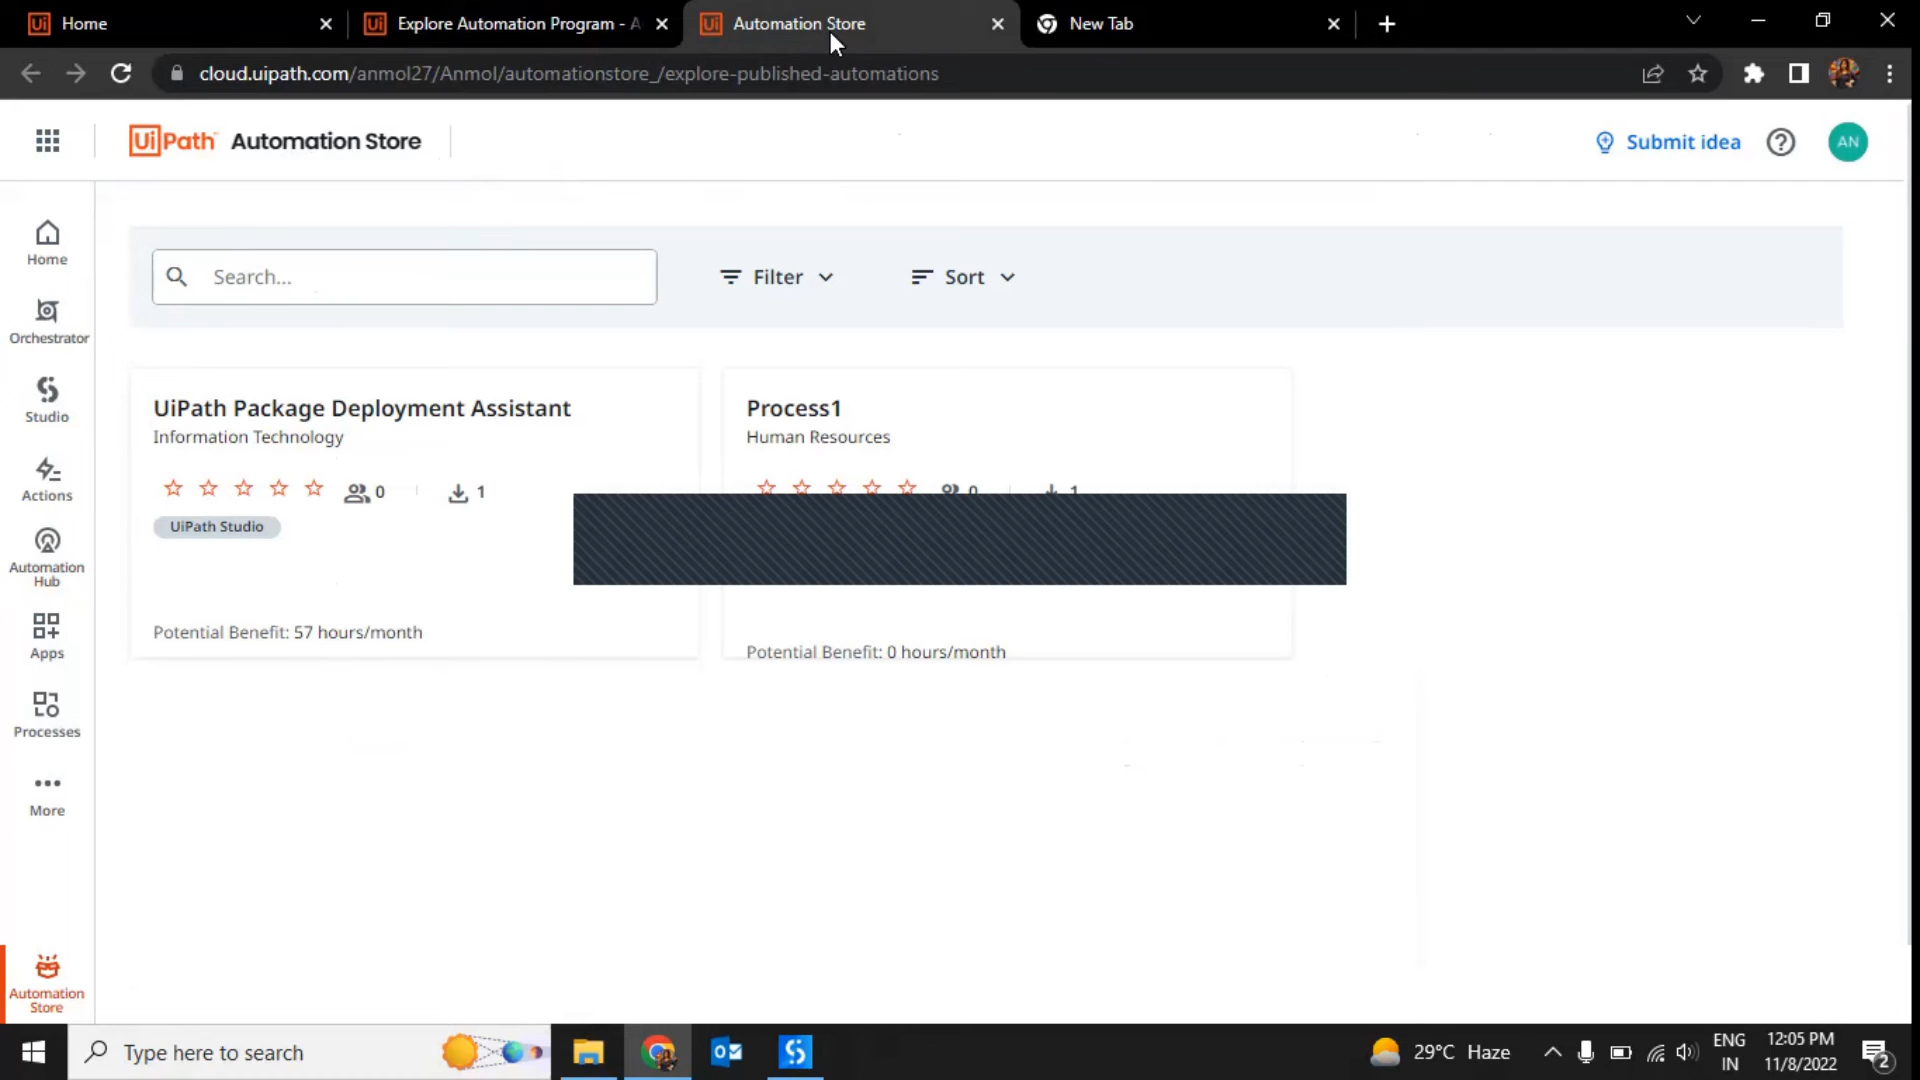 Home
Explore Automation Program - A
Automation Store
New Tab
cloud.uipath.com/anmol27/Anmol/automationstore_/explore-published-automations
UiPath Automation Store
Submit idea
AN
Home
Orchestrator
Studio
Actions
Automation
Hub
Apps
Processes
More
Automation
Store
Search...
Filter
Sort
UiPath Package Deployment Assistant
Information Technology
0
1
UiPath Studio
Potential Benefit: 57 hours/month
Process1
Human Resources
0
1
Potential Benefit: 0 hours/month
Type here to search
29°C Haze
ENG
IN
12:05 PM
11/8/2022
2